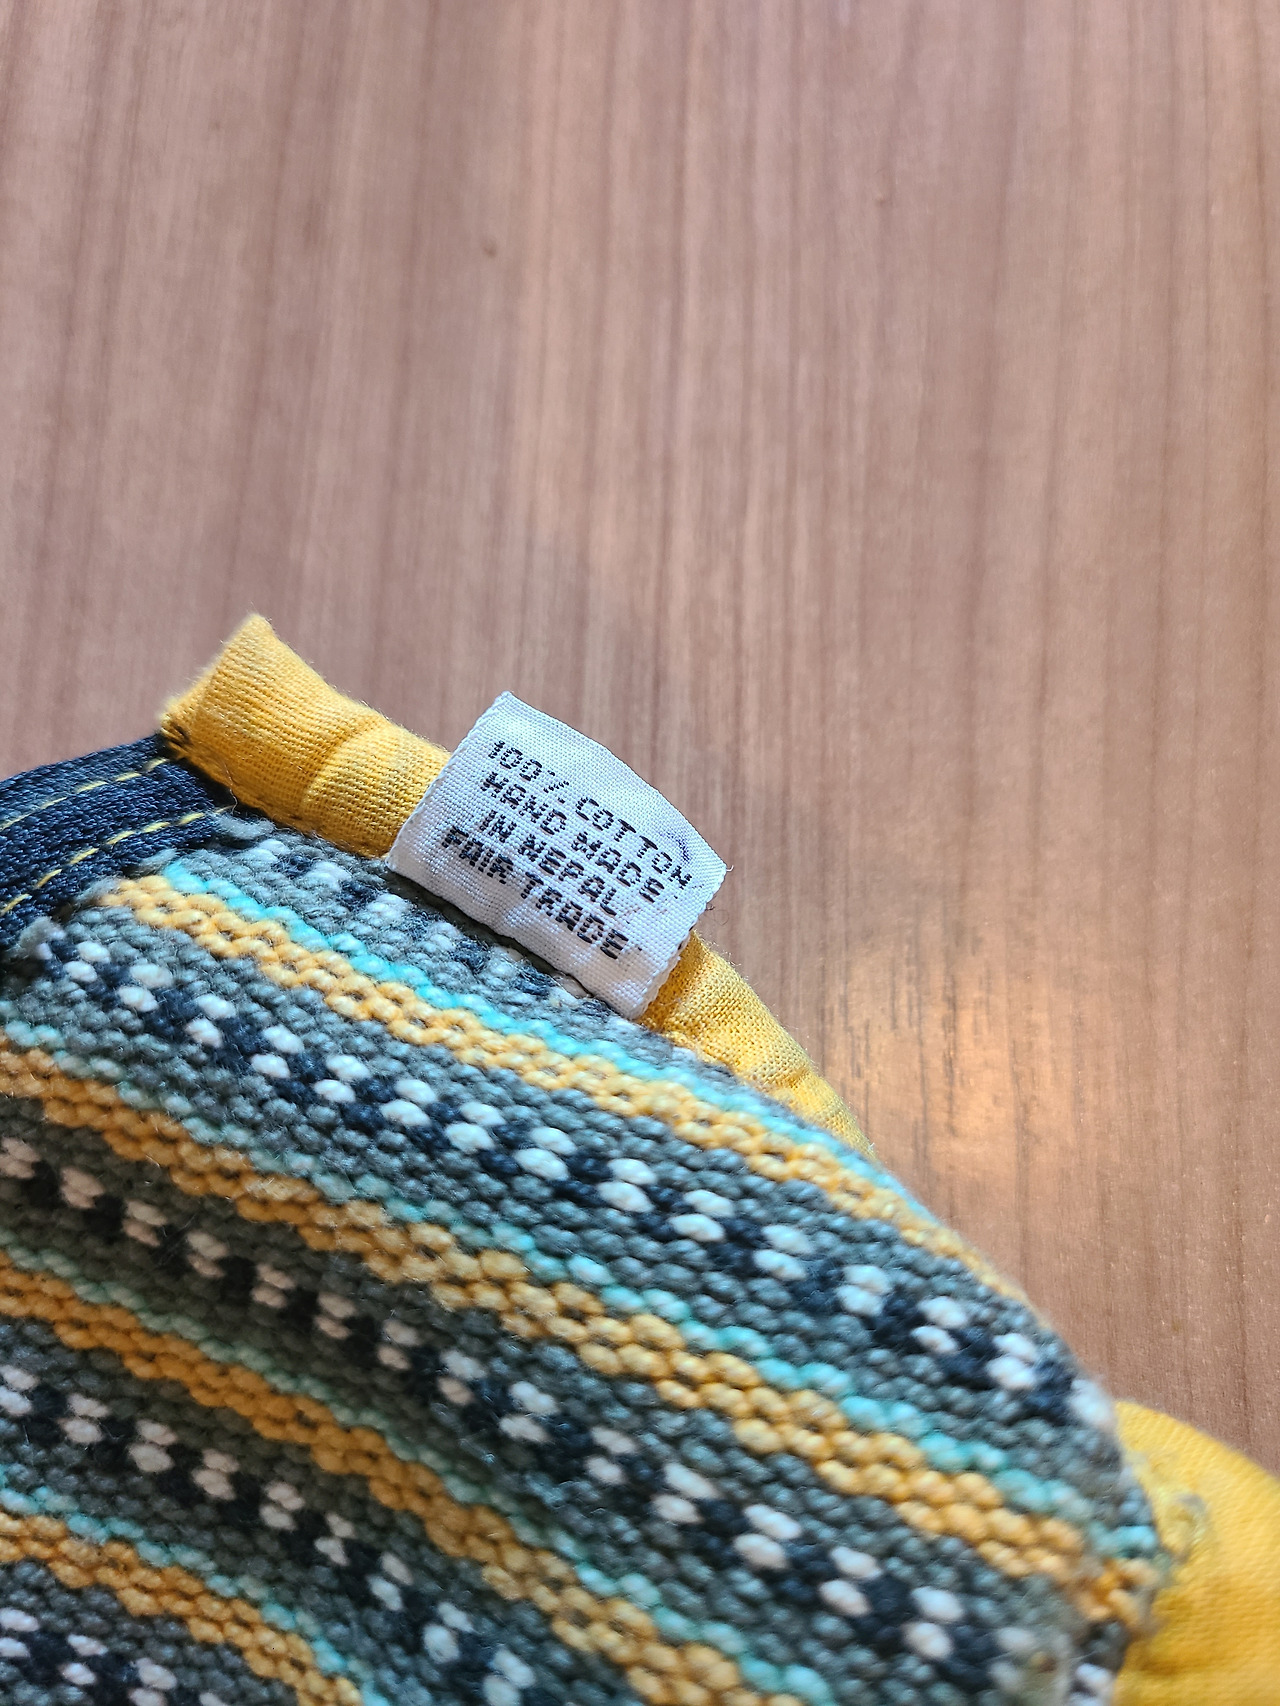 100% COTTON
HAND MADE
IN NEPAL
FAIR TRADE